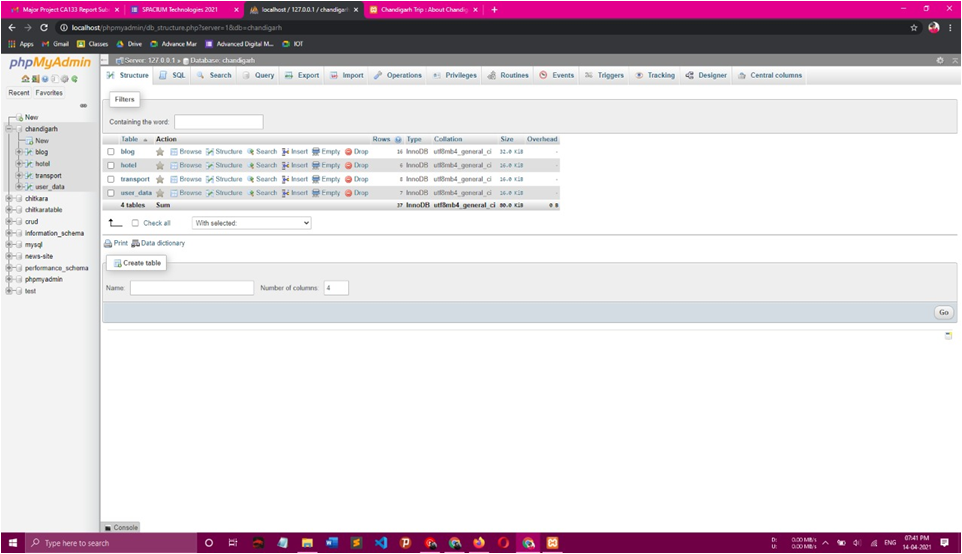 Major Project CA133 Report Sub
SPACIUM Technologies 2021
localhost / 127.0.0.1 / chandigar
Chandigarh Trip : About Chandig
localhost/phpmyadmin/db_structure.php?server=1&db=chandigarh
Apps Gmail Classes Drive Advance Mar Advanced Digital M... IOT
phpMyAdmin
Recent Favorites
New
chandigarh
New
blog
hotel
transport
user_data
chitkara
chitkaratable
crud
information_schema
mysql
news-site
performance_schema
phpmyadmin
test
Server: 127.0.0.1 » Database: chandigarh
Structure SQL Search Query Export Import Operations Privileges Routines Events Triggers Tracking Designer Central columns
Filters
Containing the word:
Table Action Rows Type Collation Size Overhead
blog Browse Structure Search Insert Empty Drop 16 InnoDB utf8mb4_general_ci 32.0 KiB -
hotel Browse Structure Search Insert Empty Drop 6 InnoDB utf8mb4_general_ci 16.0 KiB -
transport Browse Structure Search Insert Empty Drop 8 InnoDB utf8mb4_general_ci 16.0 KiB -
user_data Browse Structure Search Insert Empty Drop 7 InnoDB utf8mb4_general_ci 16.0 KiB -
4 tables Sum 37 InnoDB utf8mb4_general_ci 80.0 KiB 0 B
Check all With selected:
Print Data dictionary
Create table
Name: Number of columns: 4
Go
Console
Type here to search
D: 0.00 MB/s
U: 0.00 MB/s
ENG
07:41 PM
14-04-2021